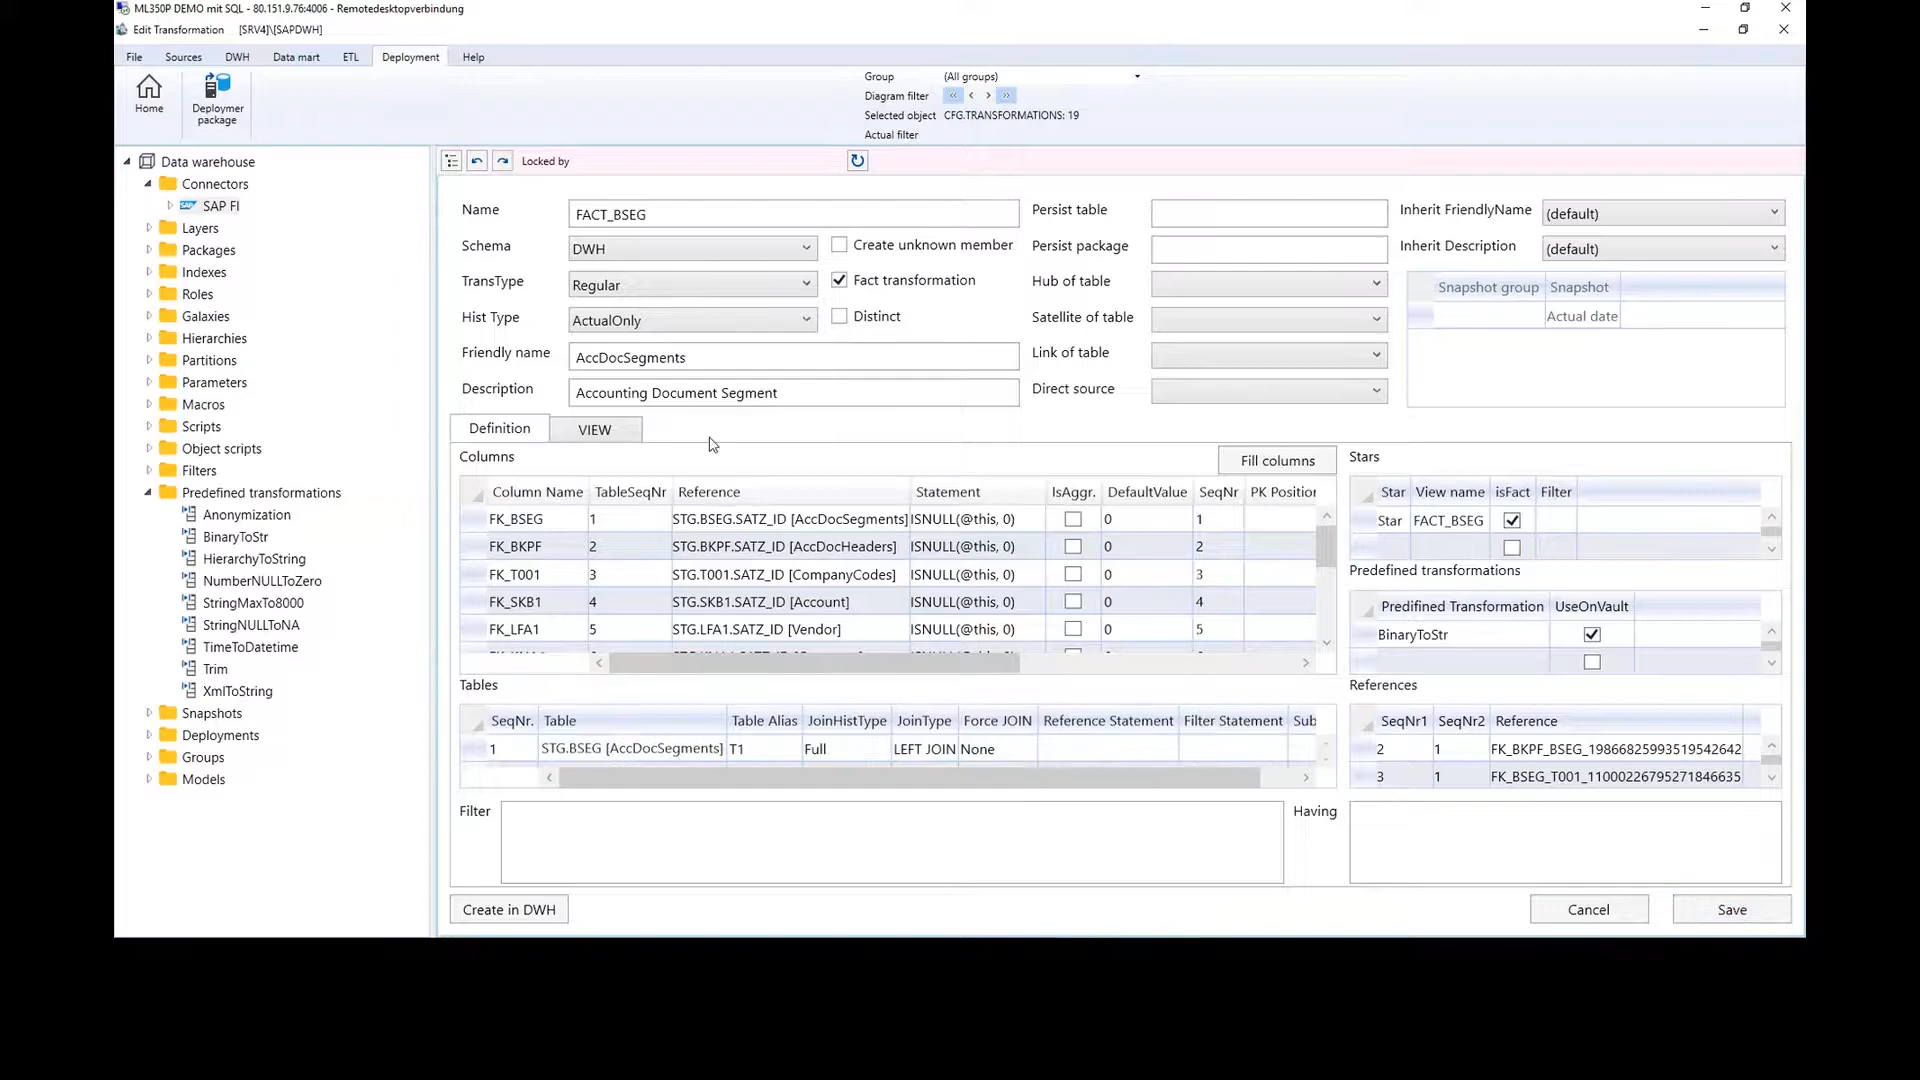 ML350P DEMO mit SQL - 80.151.9.76:4006 - Remotedesktopverbindung
Edit Transformation [SRV4]\[SAPDWH]
File Sources DWH Data mart ETL Deployment Help
Home
Deploymer package
Group (All groups)
Diagram filter
Selected object CFG.TRANSFORMATIONS: 19
Actual filter
Data warehouse
Connectors
SAP FI
Layers
Packages
Indexes
Roles
Galaxies
Hierarchies
Partitions
Parameters
Macros
Scripts
Object scripts
Filters
Predefined transformations
Anonymization
BinaryToStr
HierarchyToString
NumberNULLToZero
StringMaxTo8000
StringNULLToNA
TimeToDatetime
Trim
XmlToString
Snapshots
Deployments
Groups
Models
Locked by
Name FACT_BSEG
Schema DWH Create unknown member
TransType Regular Fact transformation
Hist Type ActualOnly Distinct
Friendly name AccDocSegments
Description Accounting Document Segment
Persist table
Persist package
Hub of table
Satellite of table
Link of table
Direct source
Inherit FriendlyName (default)
Inherit Description (default)
Snapshot group Snapshot
Actual date
Definition VIEW
Columns Fill columns
Column Name TableSeqNr Reference Statement IsAggr. DefaultValue SeqNr PK Position
FK_BSEG 1 STG.BSEG.SATZ_ID [AccDocSegments] ISNULL(@this, 0) 0 1
FK_BKPF 2 STG.BKPF.SATZ_ID [AccDocHeaders] ISNULL(@this, 0) 0 2
FK_T001 3 STG.T001.SATZ_ID [CompanyCodes] ISNULL(@this, 0) 0 3
FK_SKB1 4 STG.SKB1.SATZ_ID [Account] ISNULL(@this, 0) 0 4
FK_LFA1 5 STG.LFA1.SATZ_ID [Vendor] ISNULL(@this, 0) 0 5
Stars
Star View name isFact Filter
Star FACT_BSEG
Predefined transformations
Predifined Transformation UseOnVault
BinaryToStr
Tables
SeqNr. Table Table Alias JoinHistType JoinType Force JOIN Reference Statement Filter Statement Sub
1 STG.BSEG [AccDocSegments] T1 Full LEFT JOIN None
References
SeqNr1 SeqNr2 Reference
2 1 FK_BKPF_BSEG_19866825993519542642
3 1 FK_BSEG_T001_11000226795271846635
Filter
Having
Create in DWH
Cancel
Save